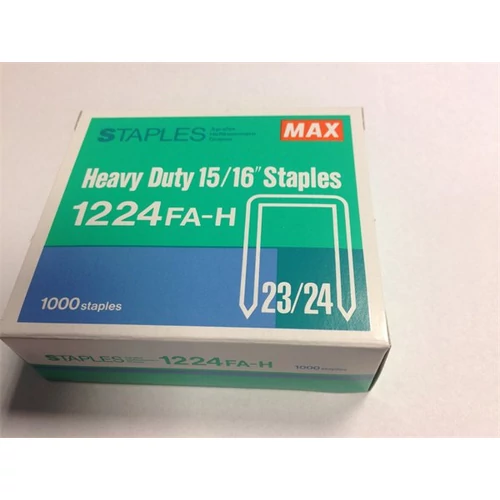 STAPLES
MAX
Heavy Duty 15/16" Staples
1224FA-H
23/24
1000 staples
STAPLES 1224FA-H 1000 staples